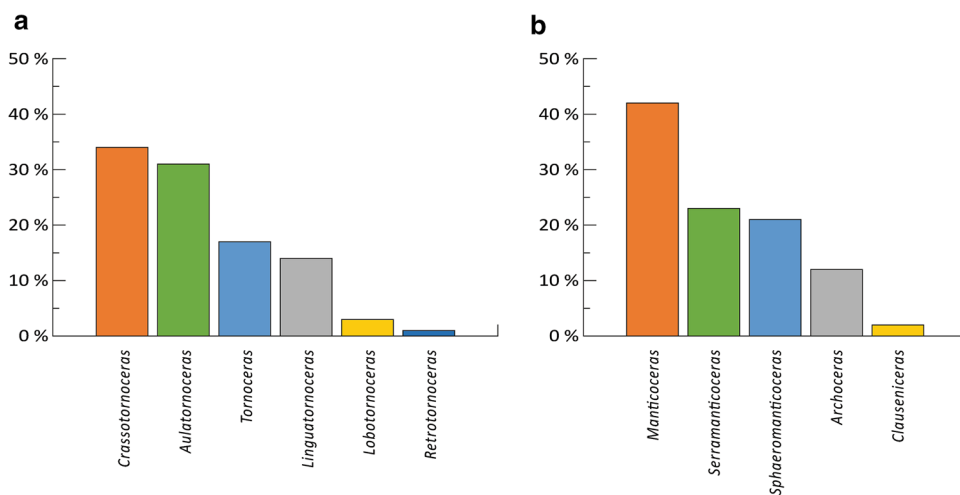 a
50 %
40 %
30 %
20 %
10 %
0 %
Crassotornoceras
Aulatornoceras
Tornoceras
Linguatornoceras
Lobotornoceras
Retrotornoceras
b
50 %
40 %
30 %
20 %
10 %
0 %
Manticoceras
Serramanticoceras
Sphaeromanticoceras
Archoceras
Clauseniceras